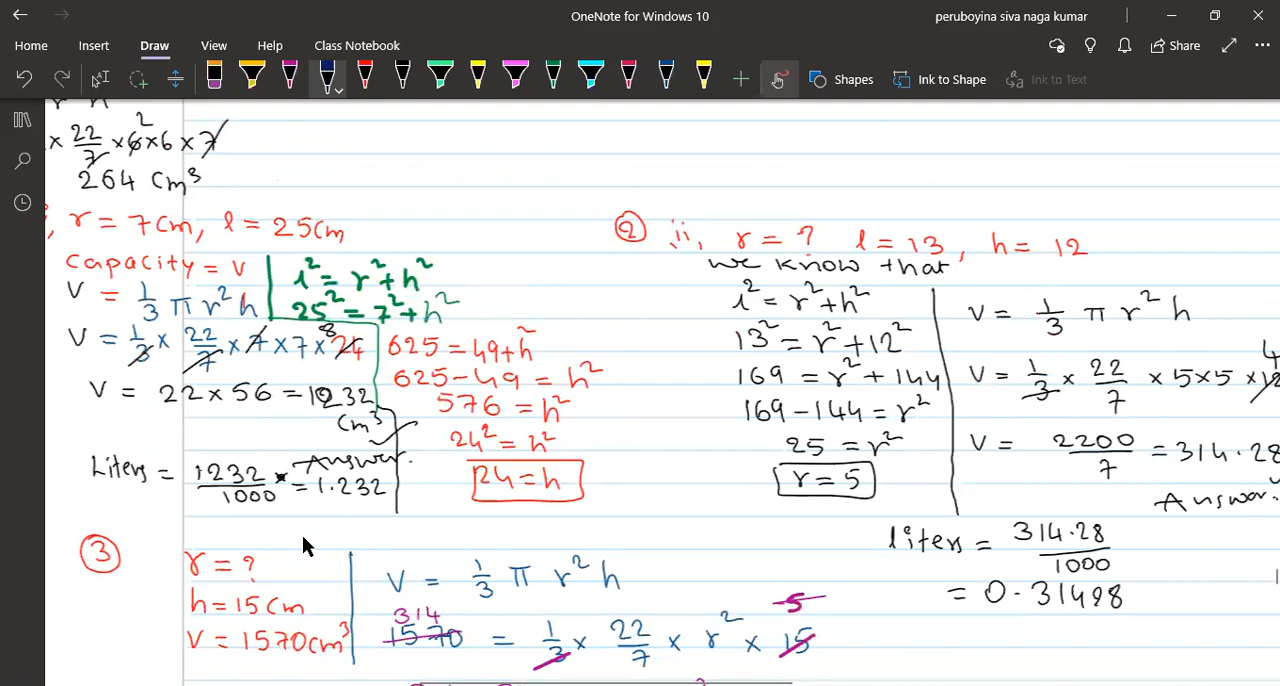 OneNote for Windows 10
peruboyina siva naga kumar
Home Insert Draw View Help Class Notebook Share
Shapes Ink to Shape Ink to Text
× 22/7 × 6 × 6 × 7
2
264 cm³
r = 7cm, l = 25cm
capacity = V
V = 1/3 π r² h
V = 1/3 × 22/7 × 7 × 7 × 24
8
V = 22 × 56 = 1232
cm³
Answer.
Liters = 1232/1000 = 1.232
l² = r² + h²
25² = 7² + h²
625 = 49 + h²
625 - 49 = h²
576 = h²
24² = h²
24 = h
② ii, r = ? l = 13, h = 12
we know that
l² = r² + h²
13² = r² + 12²
169 = r² + 144
169 - 144 = r²
25 = r²
r = 5
V = 1/3 π r² h
V = 1/3 × 22/7 × 5 × 5 × 12
4
V = 2200/7 = 314.28
Answer.
liters = 314.28/1000
= 0.31428
③ r = ?
h = 15cm
V = 1570cm³
V = 1/3 π r² h
314 5
1570 = 1/3 × 22/7 × r² × 15